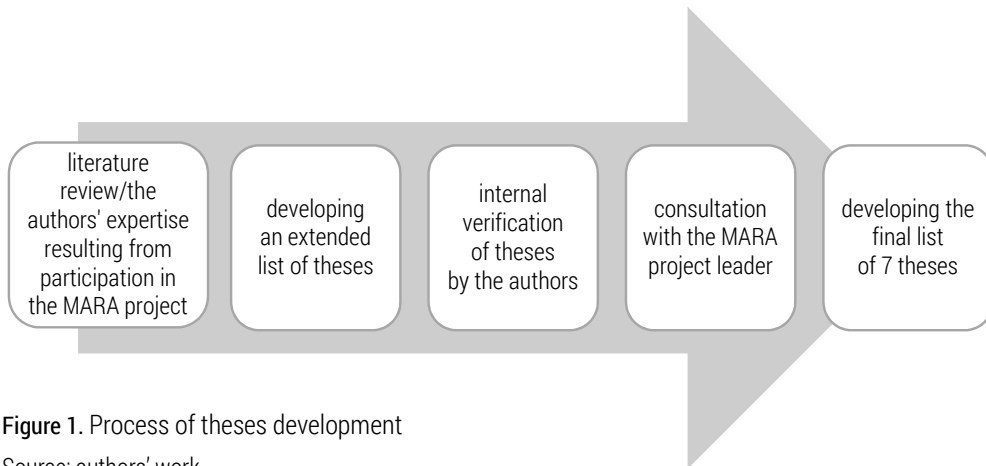 literature
review/the
authors' expertise
resulting from
participation in
the MARA project
developing
an extended
list of theses
internal
verification
of theses
by the authors
consultation
with the MARA
project leader
developing the
final list
of 7 theses
Figure 1. Process of theses development
Source: authors' work